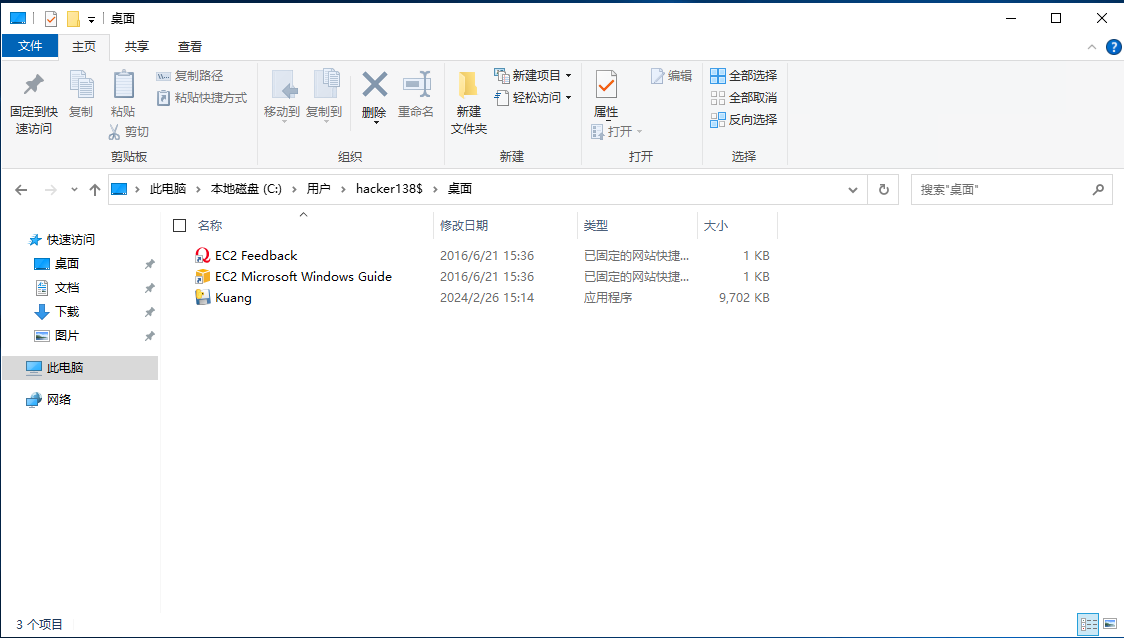 桌面
文件 主页 共享 查看
固定到快速访问
复制
粘贴
复制路径
粘贴快捷方式
剪切
剪贴板
移动到
复制到
删除
重命名
组织
新建文件夹
新建项目
轻松访问
新建
属性
打开
编辑
打开
全部选择
全部取消
反向选择
选择
此电脑 › 本地磁盘 (C:) › 用户 › hacker138$ › 桌面
搜索"桌面"
快速访问
桌面
文档
下载
图片
此电脑
网络
名称 修改日期 类型 大小
EC2 Feedback 2016/6/21 15:36 已固定的网站快捷... 1 KB
EC2 Microsoft Windows Guide 2016/6/21 15:36 已固定的网站快捷... 1 KB
Kuang 2024/2/26 15:14 应用程序 9,702 KB
3 个项目